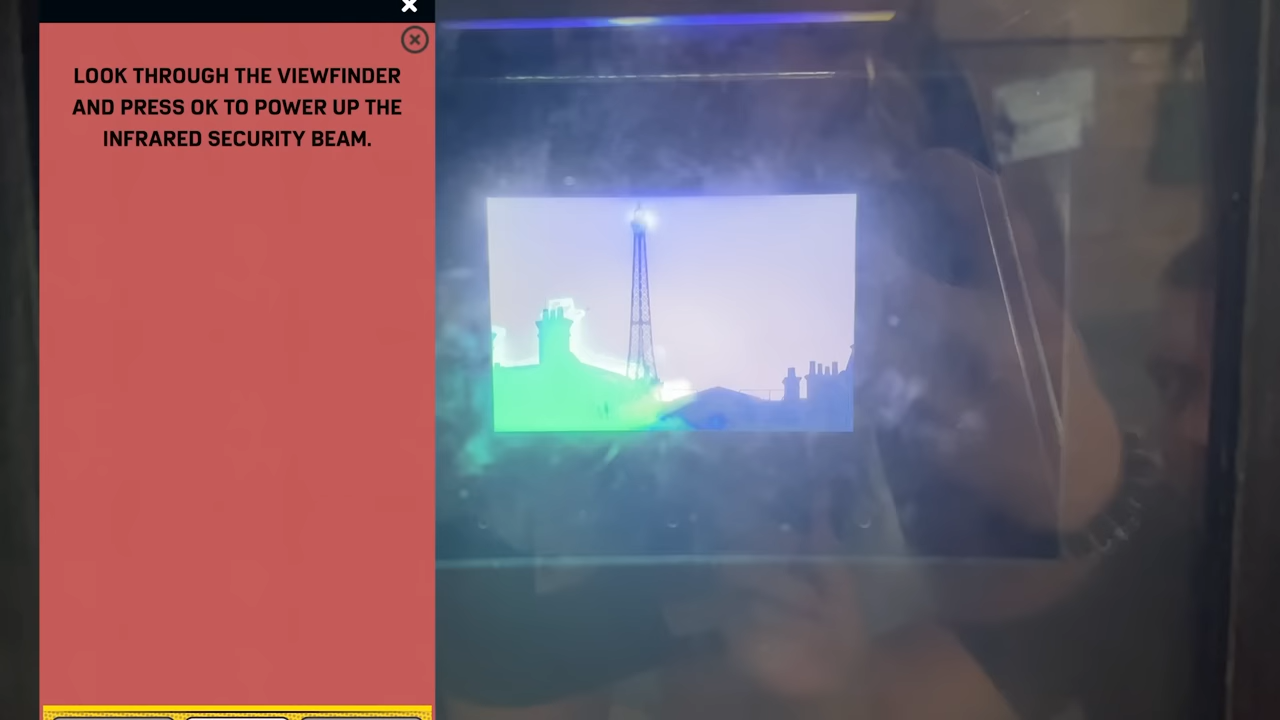 LOOK THROUGH THE VIEWFINDER
AND PRESS OK TO POWER UP THE
INFRARED SECURITY BEAM.